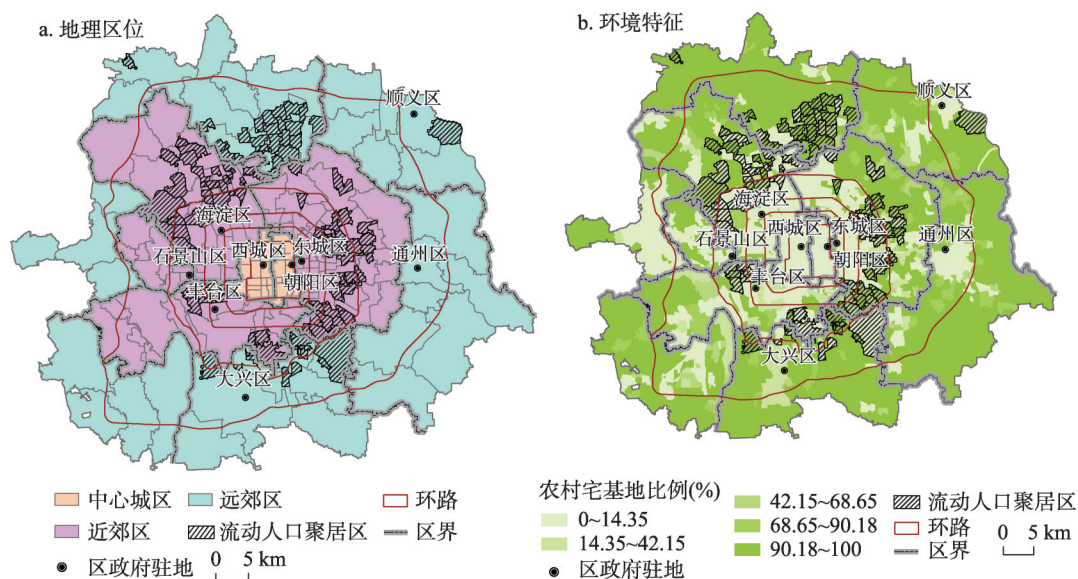 a. 地理区位
顺义区
海淀区
石景山区
西城区
东城区
朝阳区
丰台区
通州区
大兴区
中心城区
远郊区
环路
近郊区
流动人口聚居区
区界
区政府驻地
0 5 km
b. 环境特征
顺义区
海淀区
石景山区
西城区
东城区
朝阳区
丰台区
通州区
大兴区
农村宅基地比例(%)
0~14.35
14.35~42.15
42.15~68.65
68.65~90.18
90.18~100
流动人口聚居区
环路
区界
区政府驻地
0 5 km